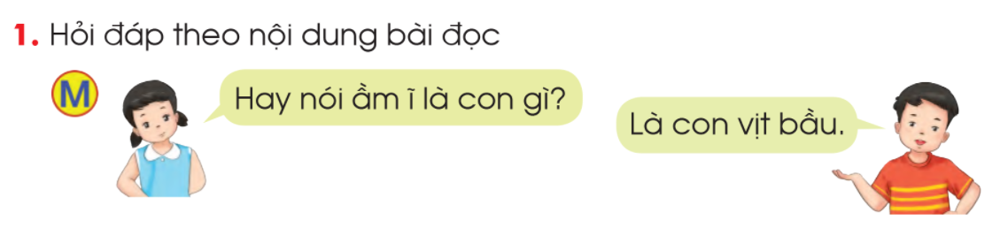 1. Hỏi đáp theo nội dung bài đọc
M
Hay nói ầm ĩ là con gì?
Là con vịt bầu.